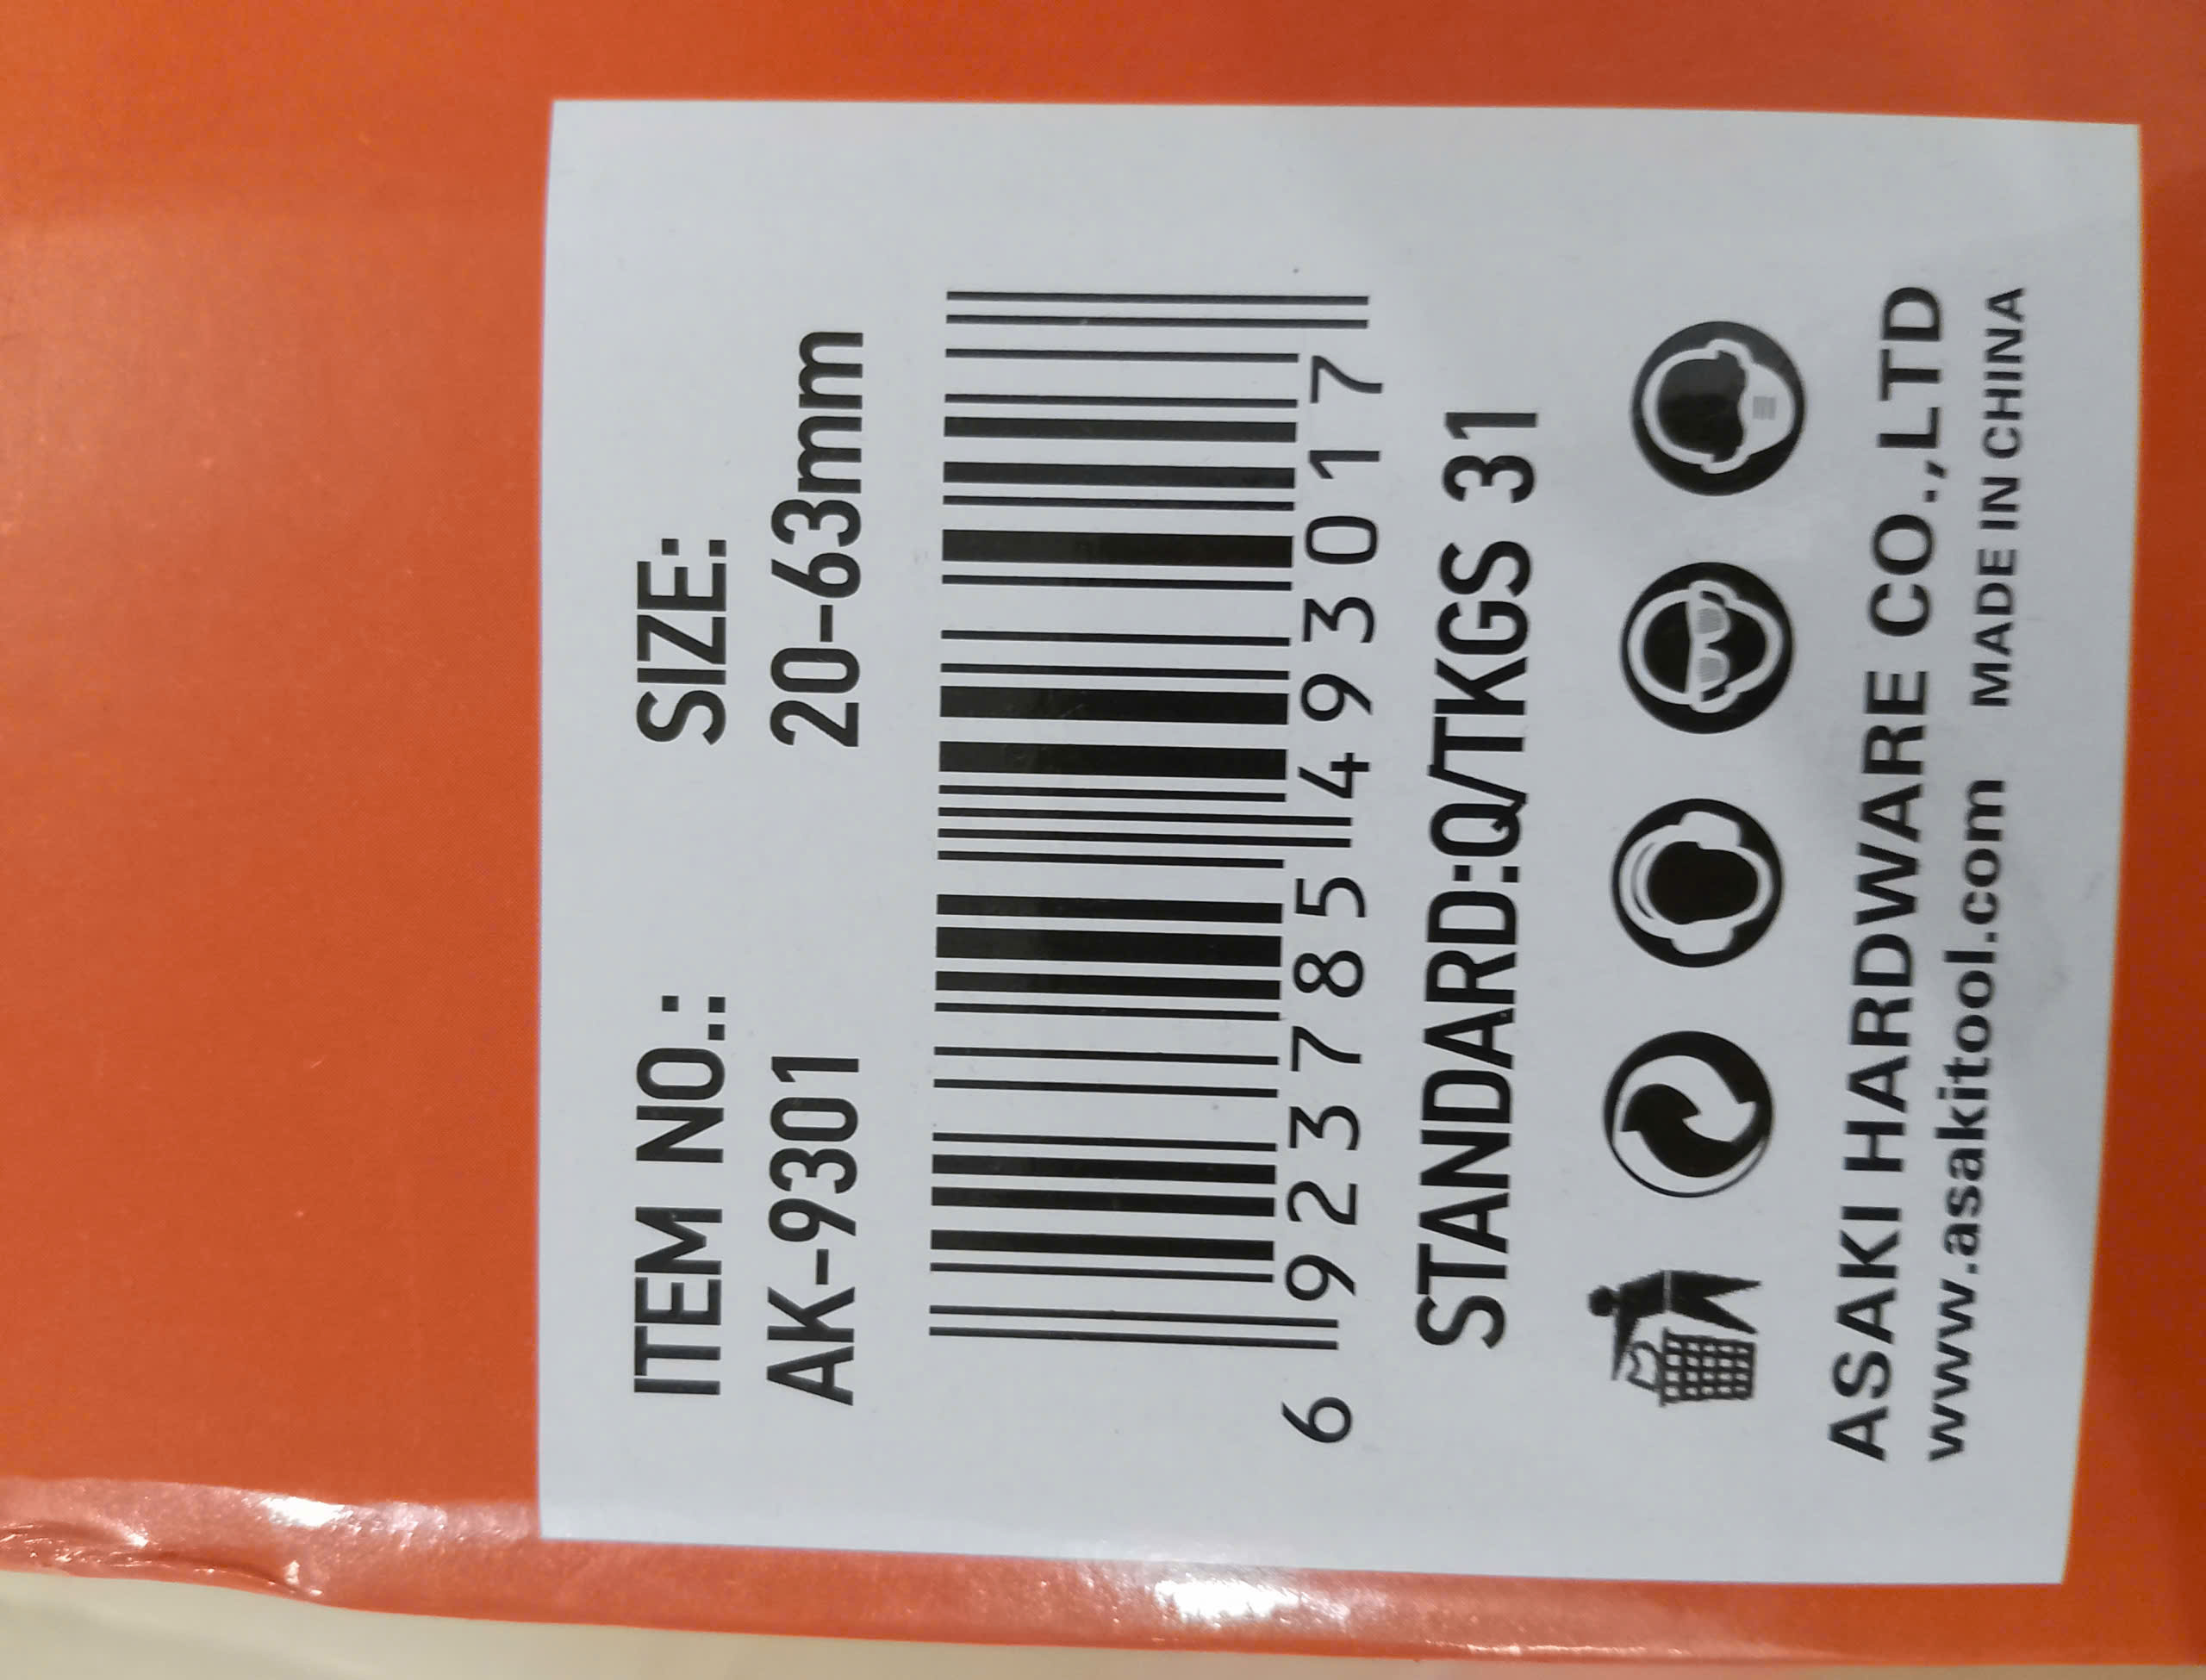 ITEM NO.: SIZE:
AK-9301 20-63mm
6 923785 493017
STANDARD:Q/TKGS 31
ASAKI HARDWARE CO.,LTD
www.asakitool.com MADE IN CHINA